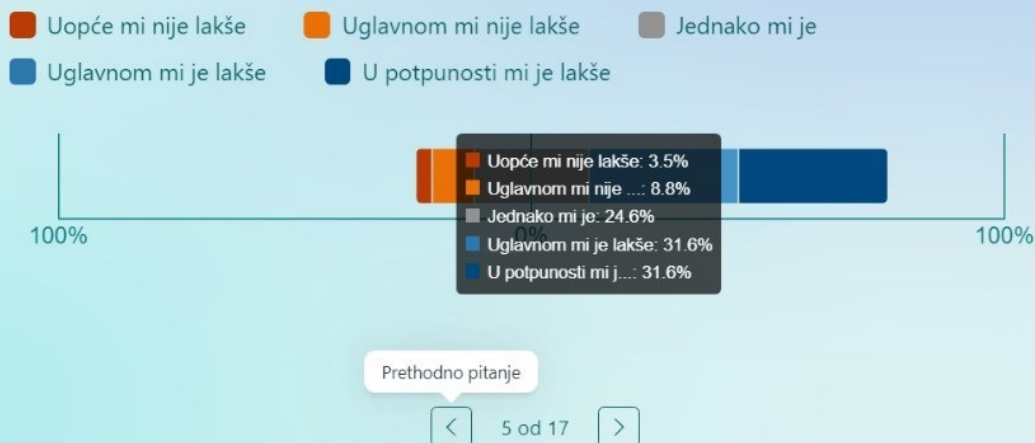 Uopće mi nije lakše Uglavnom mi nije lakše Jednako mi je
Uglavnom mi je lakše U potpunosti mi je lakše
Uopće mi nije lakše: 3.5%
Uglavnom mi nije ...: 8.8%
Jednako mi je: 24.6%
100% 0% 100%
Uglavnom mi je lakše: 31.6%
U potpunosti mi j...: 31.6%
Prethodno pitanje
< 5 od 17 >